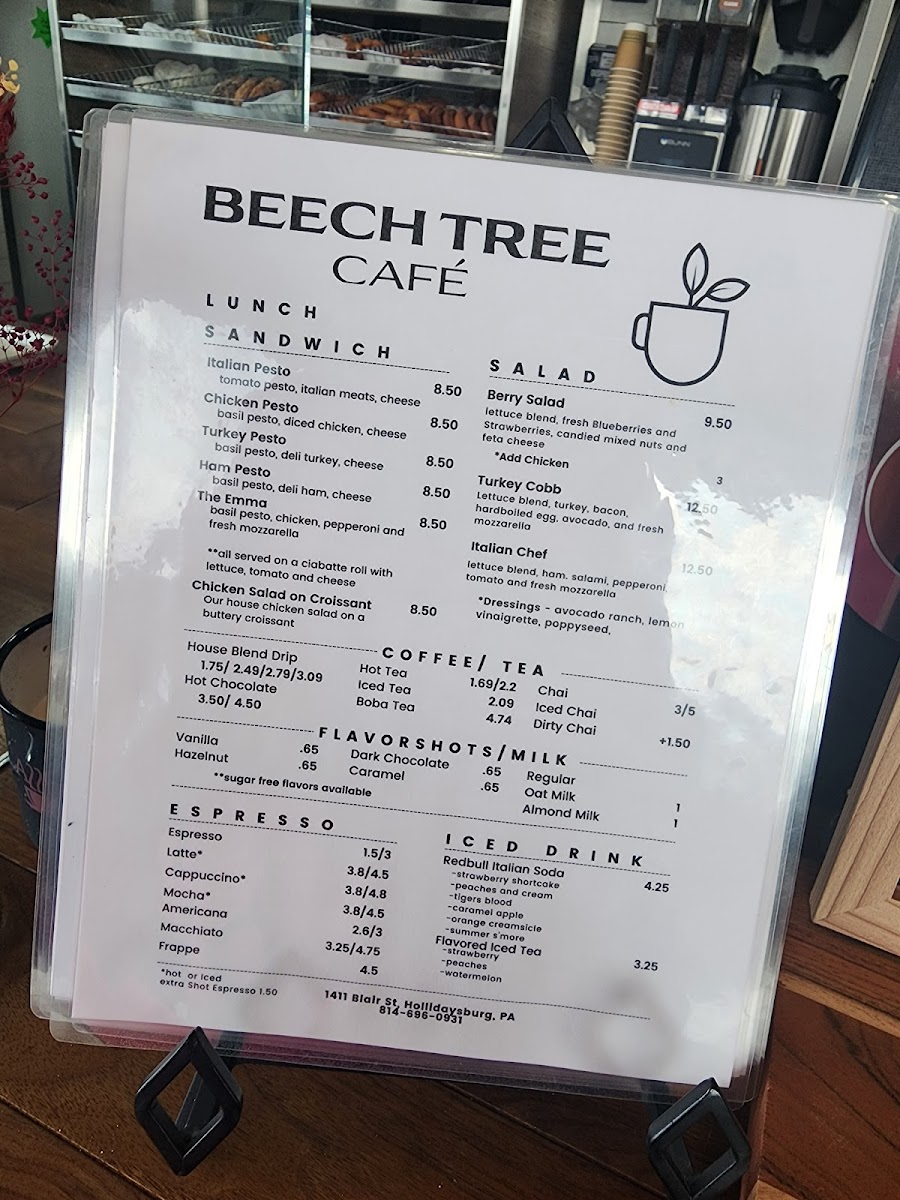 BEECH TREE
CAFÉ
LUNCH
SANDWICH
Italian Pesto 8.50
tomato pesto, italian meats, cheese
Chicken Pesto 8.50
basil pesto, diced chicken, cheese
Turkey Pesto 8.50
basil pesto, deli turkey, cheese
Ham Pesto 8.50
basil pesto, deli ham, cheese
The Emma 8.50
basil pesto, chicken, pepperoni and
fresh mozzarella
**all served on a ciabatte roll with
lettuce, tomato and cheese
Chicken Salad on Croissant 8.50
Our house chicken salad on a
buttery croissant
SALAD
Berry Salad 9.50
lettuce blend, fresh Blueberries and
Strawberries, candied mixed nuts and
feta cheese
*Add Chicken 3
Turkey Cobb 12.50
Lettuce blend, turkey, bacon,
hardboiled egg, avocado, and fresh
mozzarella
Italian Chef 12.50
lettuce blend, ham. salami, pepperoni,
tomato and fresh mozzarella
*Dressings - avocado ranch, lemon
vinaigrette, poppyseed,
COFFEE/ TEA
House Blend Drip
1.75/ 2.49/2.79/3.09
Hot Chocolate
3.50/ 4.50
Hot Tea 1.69/2.2
Iced Tea 2.09
Boba Tea 4.74
Chai 3/5
Iced Chai
Dirty Chai +1.50
FLAVORSHOTS/MILK
Vanilla .65
Hazelnut .65
**sugar free flavors available
Dark Chocolate .65
Caramel .65
Regular
Oat Milk 1
Almond Milk 1
ESPRESSO
Espresso 1.5/3
Latte* 3.8/4.5
Cappuccino* 3.8/4.8
Mocha* 3.8/4.5
Americana 2.6/3
Macchiato 3.25/4.75
Frappe 4.5
*hot or iced
extra Shot Espresso 1.50
ICED DRINK
Redbull Italian Soda 4.25
-strawberry shortcake
-peaches and cream
-tigers blood
-caramel apple
-orange creamsicle
-summer s'more
Flavored Iced Tea 3.25
-strawberry
-peaches
-watermelon
1411 Blair St, Hollidaysburg, PA
814-696-0931
BUNN